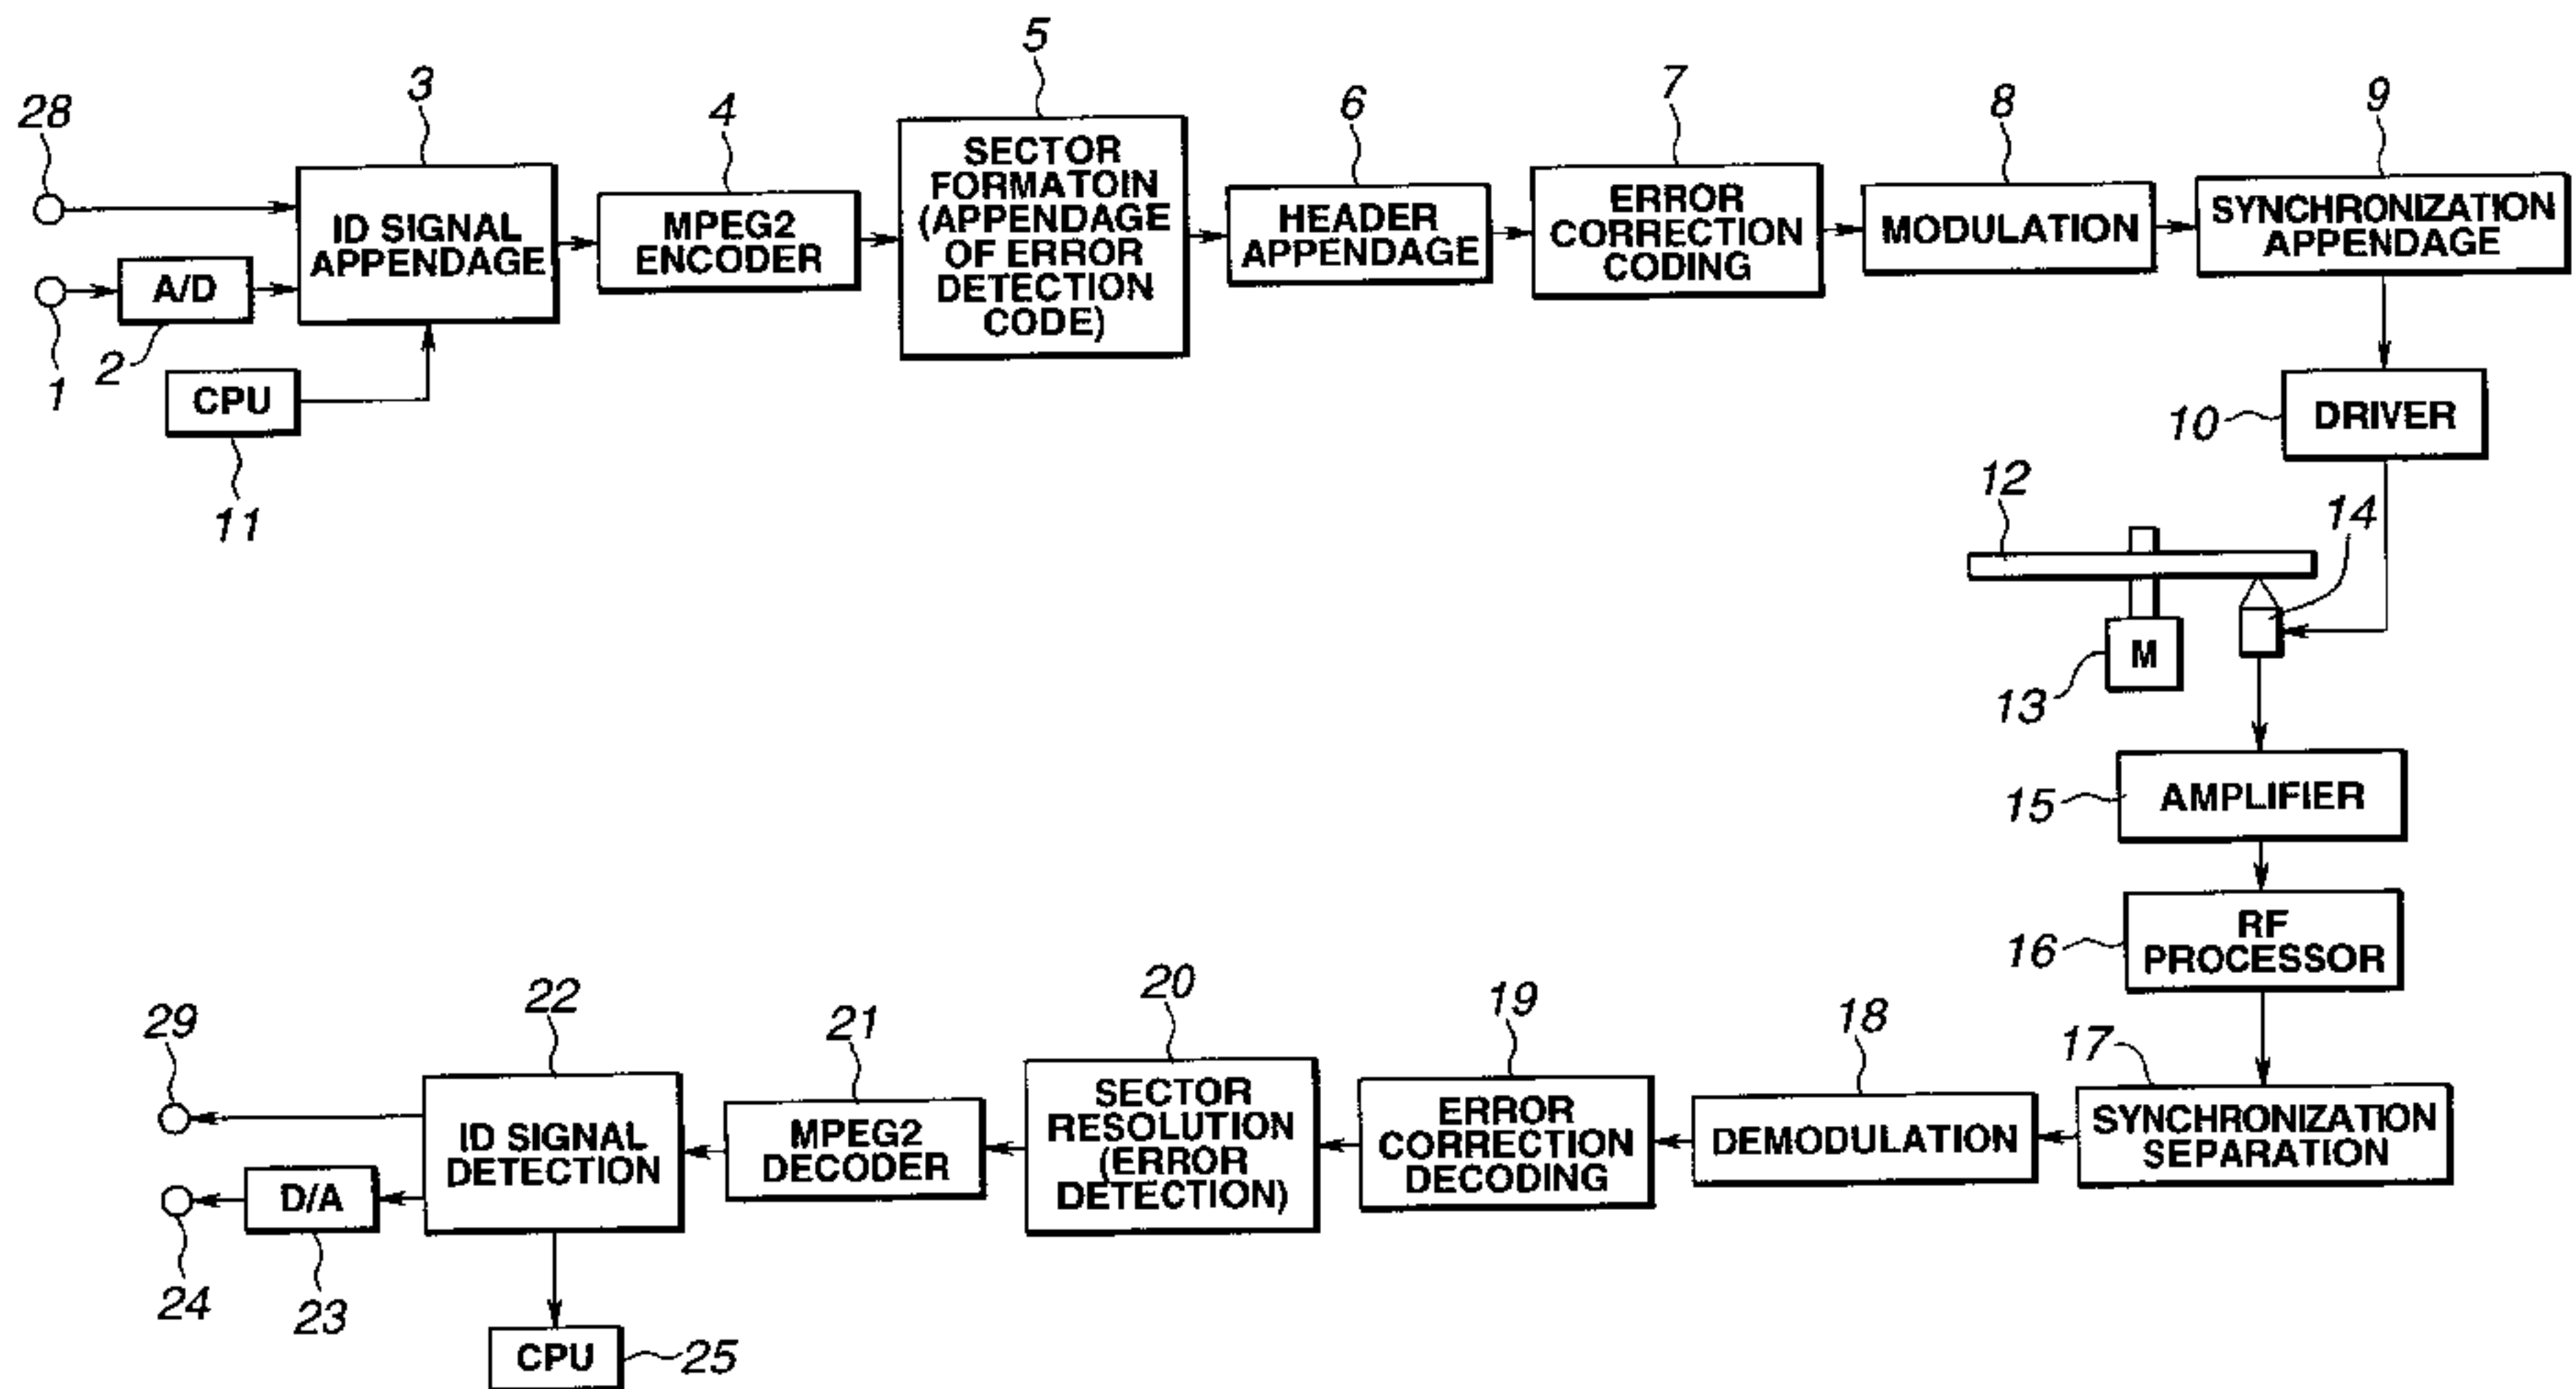 5
3
7
8
9
28
4
6
SECTOR
FORMATOIN
(APPENDAGE
OF ERROR
DETECTION
CODE)
ID SIGNAL
APPENDAGE
MPEG2
ENCODER
HEADER
APPENDAGE
ERROR
CORRECTION
CODING
MODULATION
SYNCHRONIZATION
APPENDAGE
A/D
1
2
CPU
11
10
DRIVER
12
14
M
13
15
AMPLIFIER
16
RF
PROCESSOR
29
22
21
20
19
18
17
ID SIGNAL
DETECTION
MPEG2
DECODER
SECTOR
RESOLUTION
(ERROR
DETECTION)
ERROR
CORRECTION
DECODING
DEMODULATION
SYNCHRONIZATION
SEPARATION
D/A
24
23
CPU
25